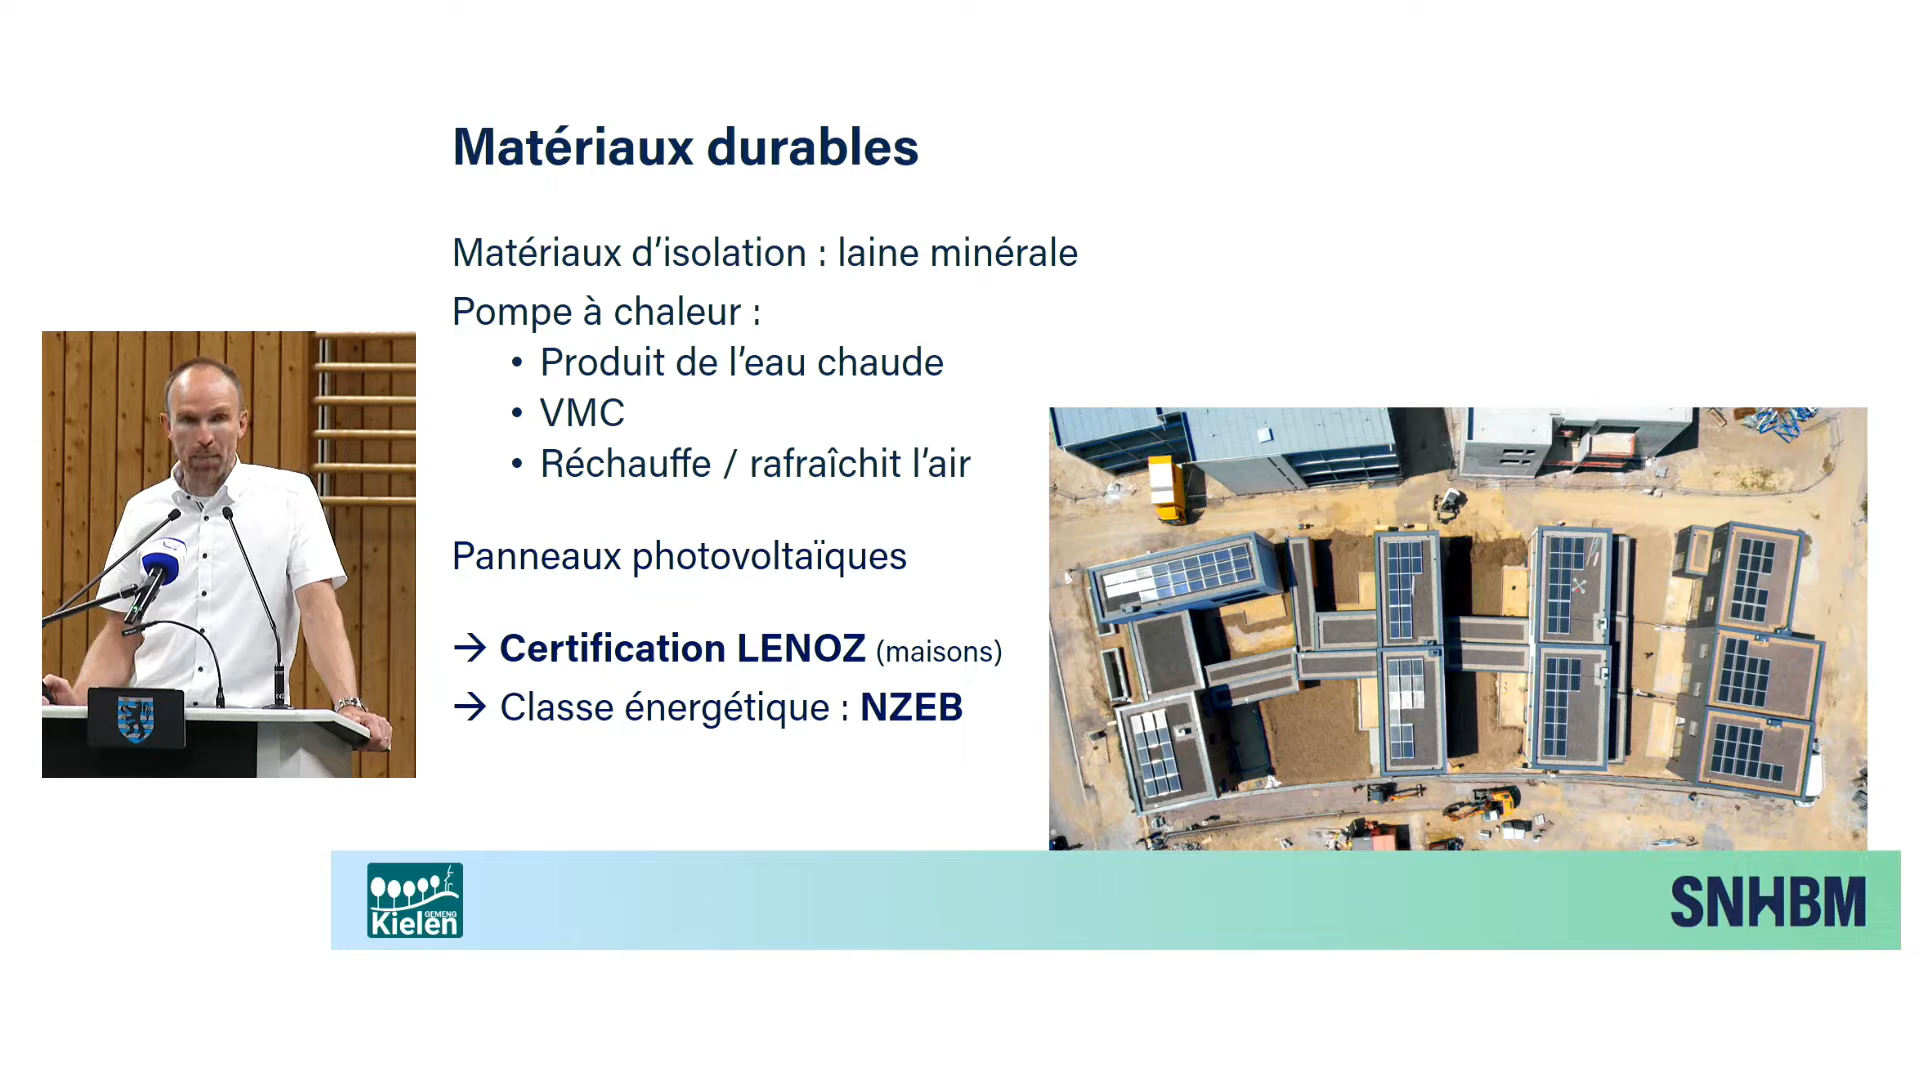 Matériaux durables
Matériaux d’isolation : laine minérale
Pompe à chaleur :
• Produit de l’eau chaude
• VMC
• Réchauffe / rafraîchit l’air
Panneaux photovoltaïques
→ Certification LENOZ (maisons)
→ Classe énergétique : NZEB
GEMENG
Kielen
SNHBM